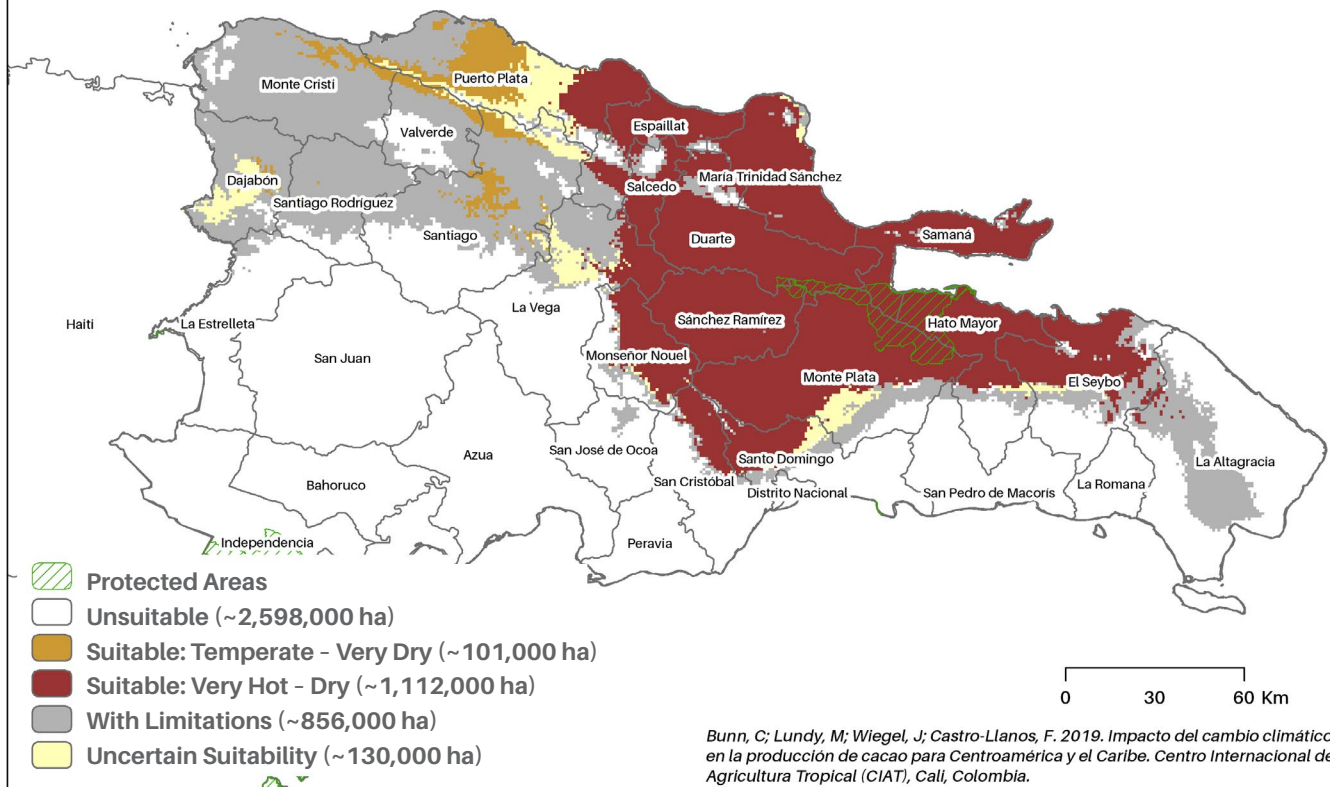 Puerto Plata
Monte Cristi
Espaillat
Valverde
María Trinidad Sánchez
Dajabón
Salcedo
Santiago Rodríguez
Santiago
Duarte
Samaná
La Vega
Haiti
La Estrelleta
Sánchez Ramírez
Hato Mayor
San Juan
Monseñor Nouel
Monte Plata
El Seybo
Azua
San José de Ocoa
Santo Domingo
La Altagracia
Bahoruco
San Cristóbal
Distrito Nacional
San Pedro de Macorís
La Romana
Independencia
Peravia
Protected Areas
Unsuitable (~2,598,000 ha)
Suitable: Temperate – Very Dry (~101,000 ha)
Suitable: Very Hot – Dry (~1,112,000 ha)
With Limitations (~856,000 ha)
Uncertain Suitability (~130,000 ha)
0 30 60 Km
Bunn, C; Lundy, M; Wiegel, J; Castro-Llanos, F. 2019. Impacto del cambio climático
en la producción de cacao para Centroamérica y el Caribe. Centro Internacional de
Agricultura Tropical (CIAT), Cali, Colombia.